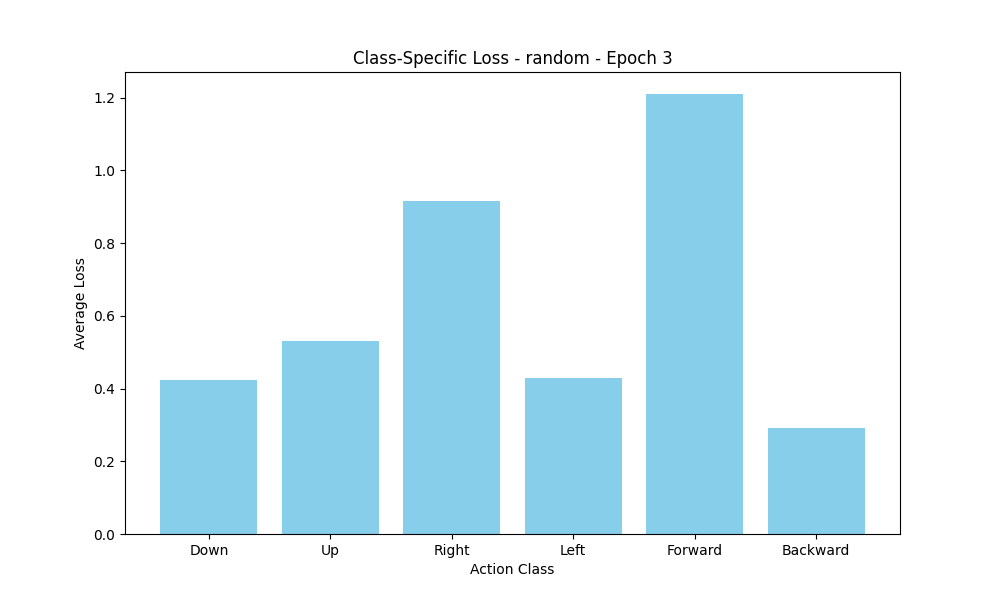 Class-Specific Loss - random - Epoch 3
1.2
1.0
0.8
0.6
0.4
0.2
0.0
Average Loss
Down Up Right Left Forward Backward
Action Class